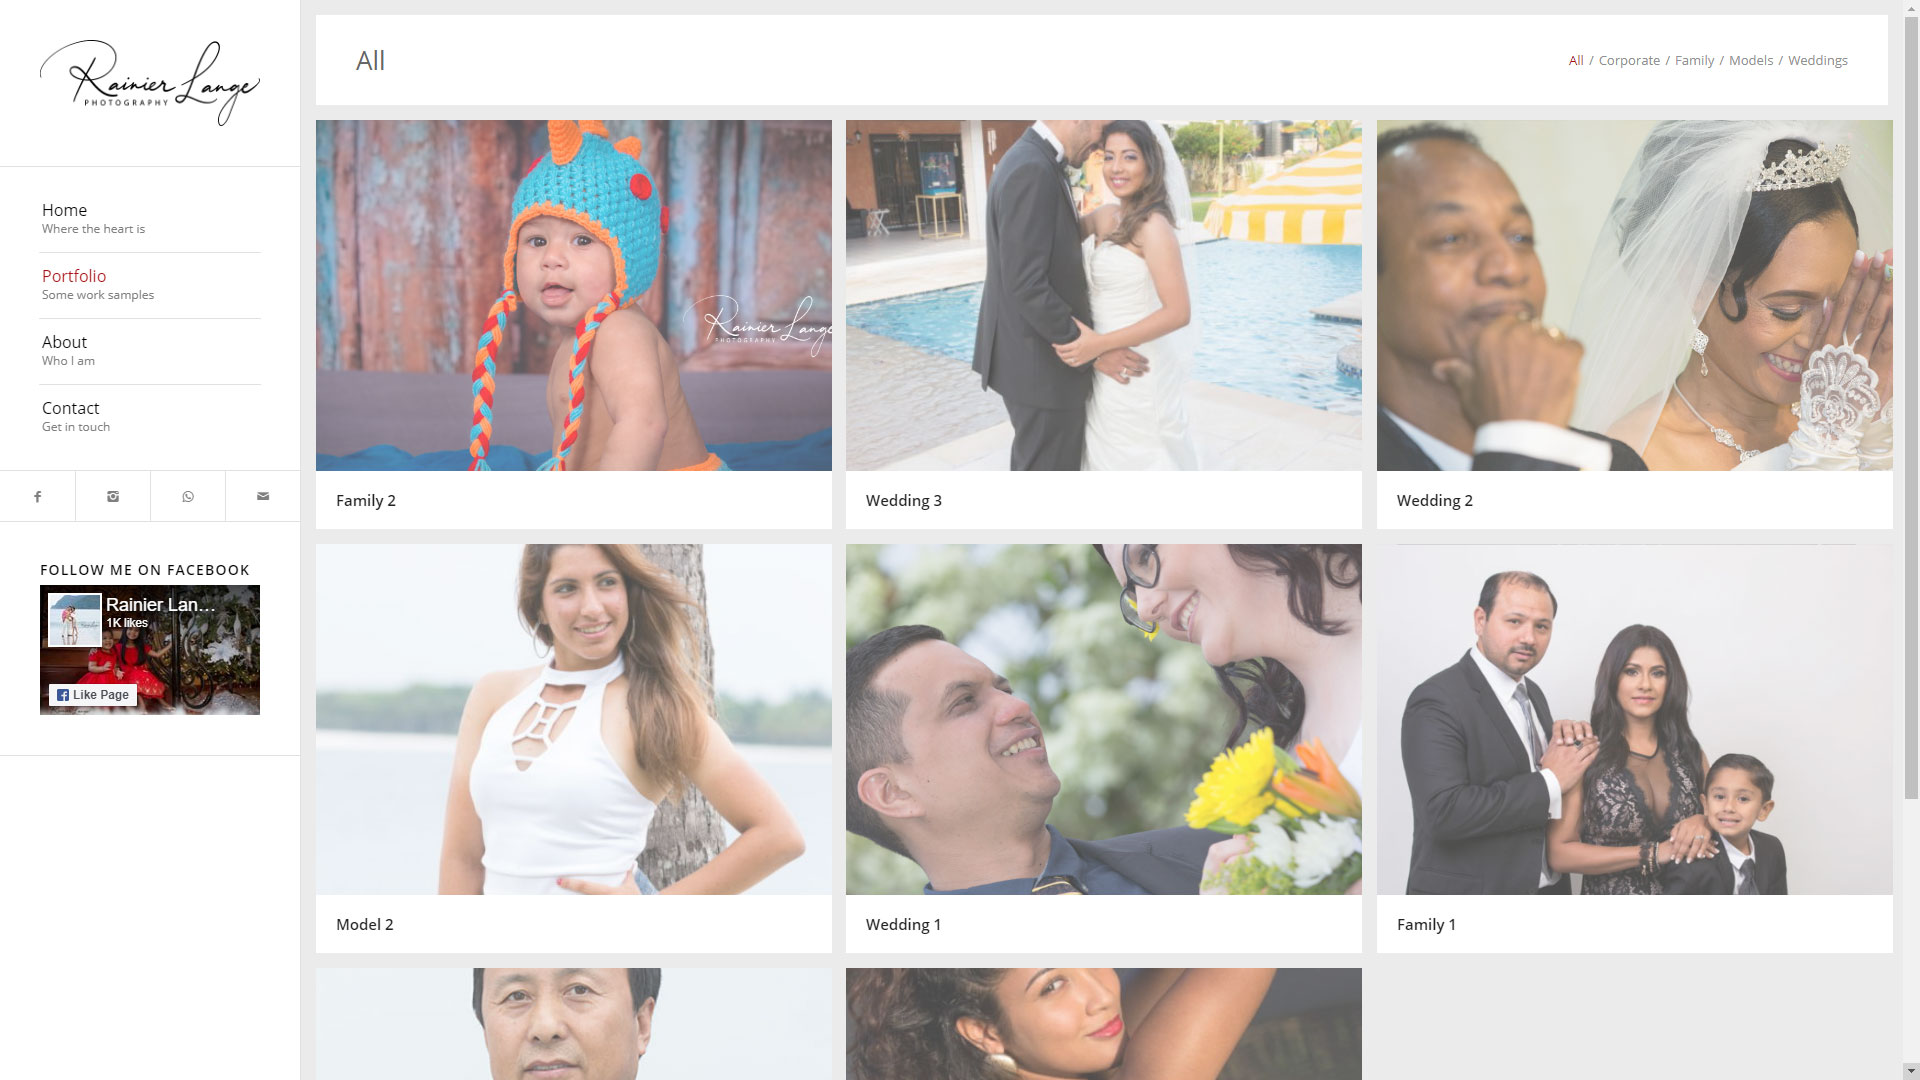 Rainier Lange
PHOTOGRAPHY
Home
Where the heart is
Portfolio
Some work samples
About
Who I am
Contact
Get in touch
FOLLOW ME ON FACEBOOK
Rainier Lan...
1K likes
Like Page
All
All / Corporate / Family / Models / Weddings
Rainier Lange
PHOTOGRAPHY
Family 2
Wedding 3
Wedding 2
Model 2
Wedding 1
Family 1